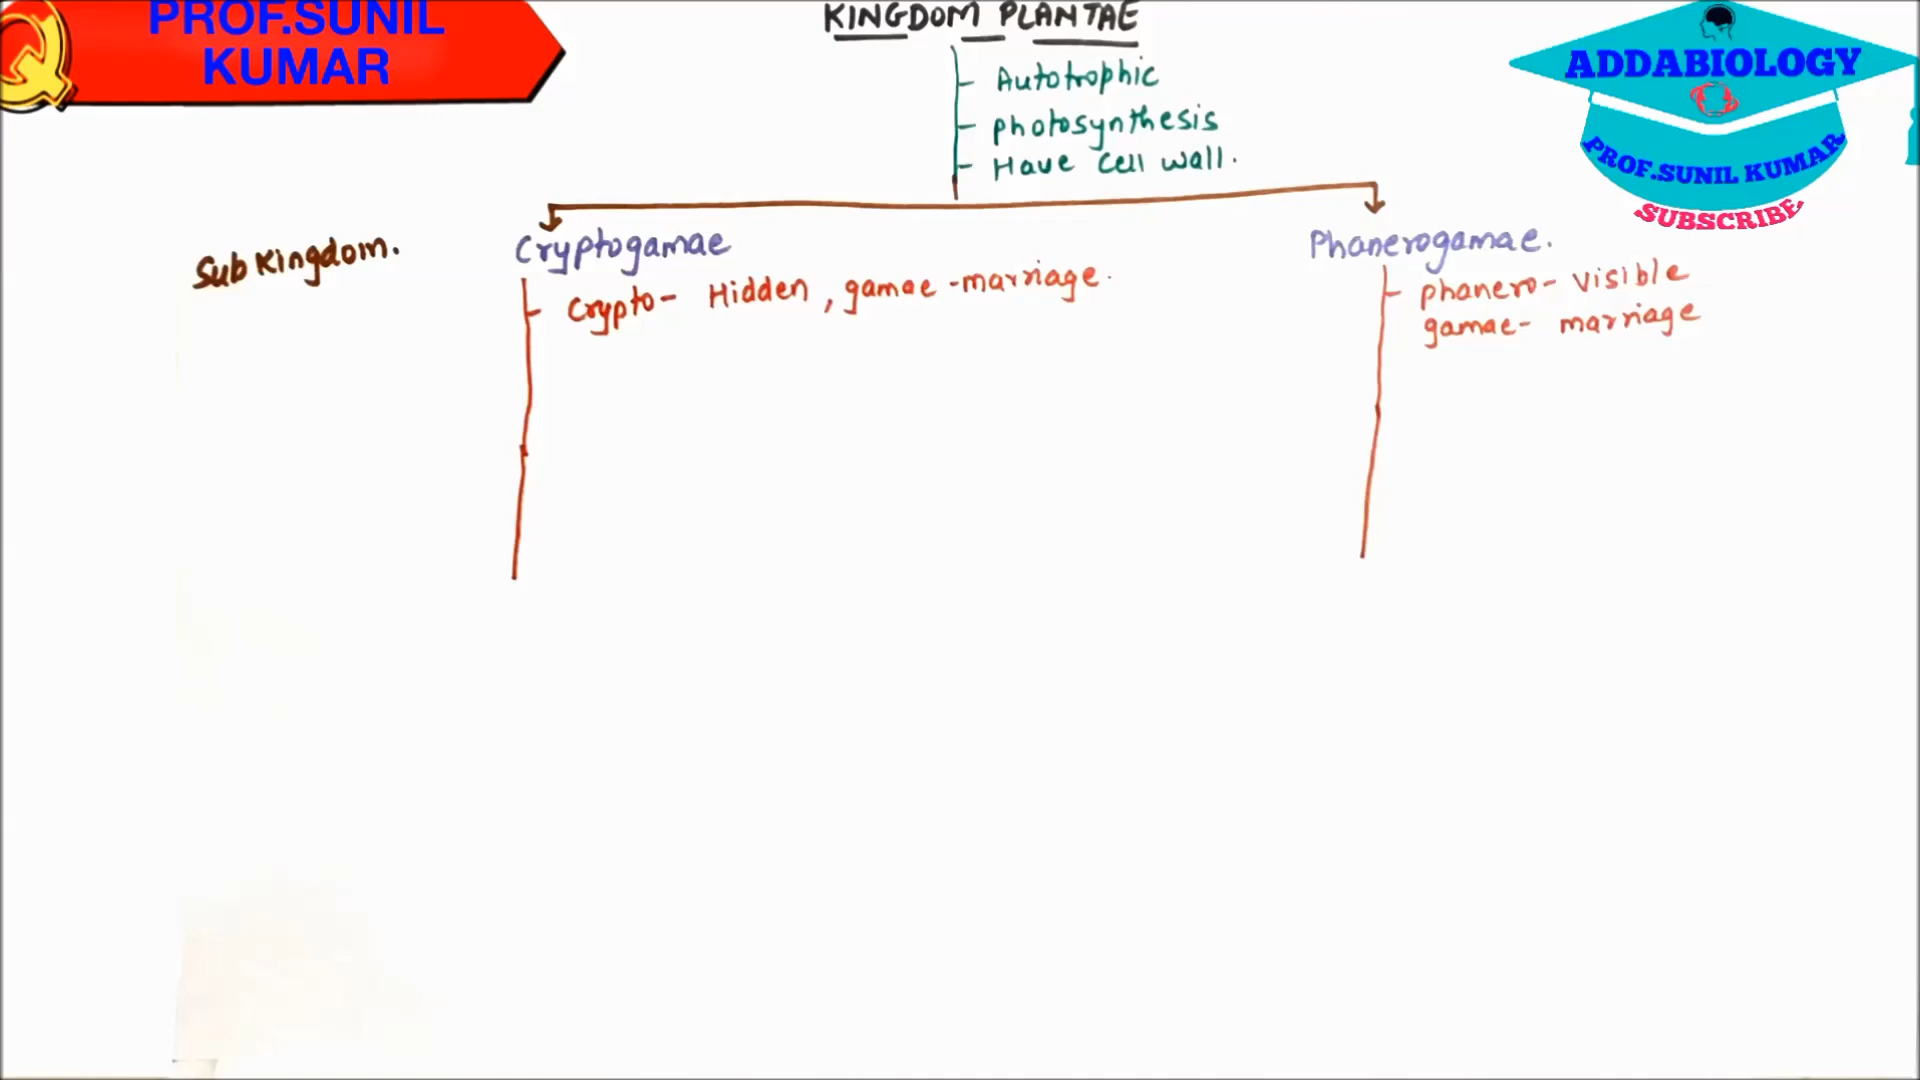 PROF.SUNIL
KUMAR
KINGDOM PLANTAE
Autotrophic
photosynthesis
Have cell wall.
ADDABIOLOGY
PROF.SUNIL KUMAR
SUBSCRIBE
Sub Kingdom.
Cryptogamae
Phanerogamae.
Crypto- Hidden, gamae-marriage.
phanero- visible
gamae- marriage